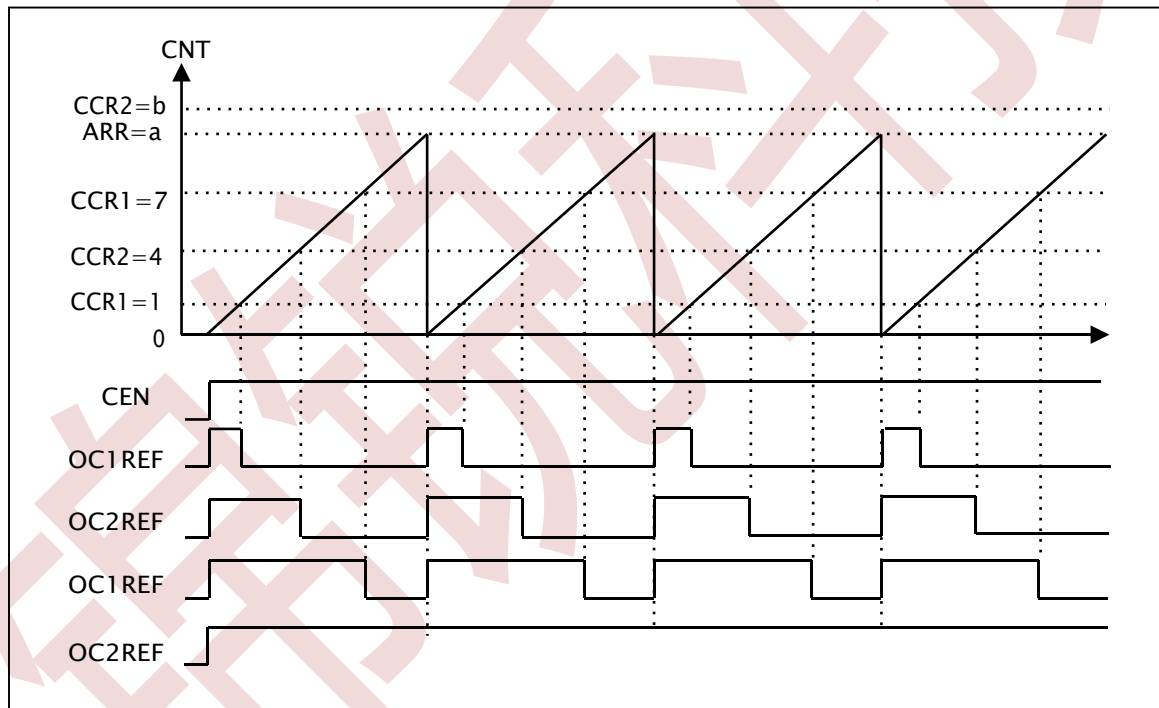 CNT
CCR2=b
ARR=a
CCR1=7
CCR2=4
CCR1=1
0
CEN
OC1REF
OC2REF
OC1REF
OC2REF